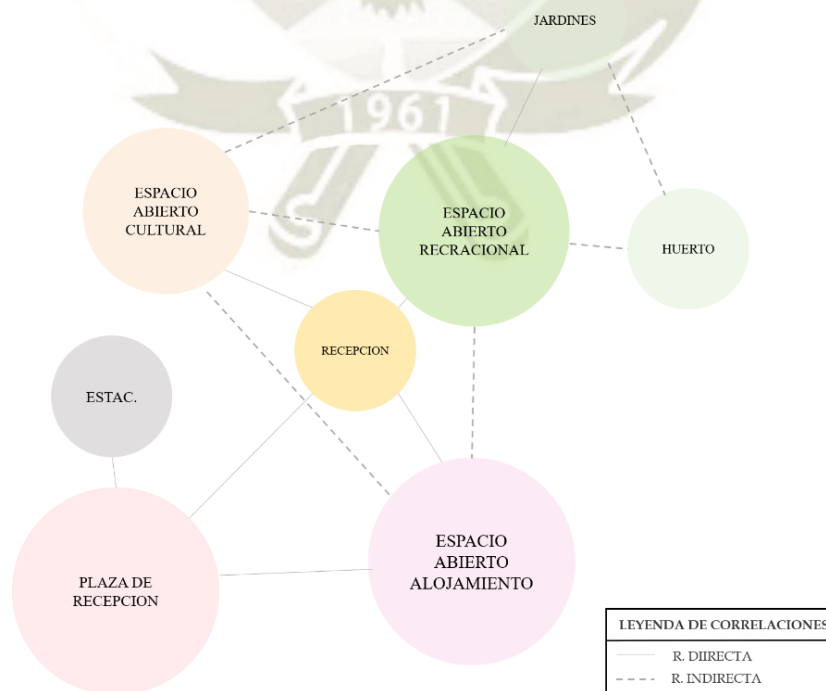 JARDINES
1961
ESPACIO
ABIERTO
CULTURAL
ESPACIO
ABIERTO
RECRACIONAL
HUERTO
RECEPCION
ESTAC.
ESPACIO
ABIERTO
ALOJAMIENTO
PLAZA DE
RECEPCION
LEYENDA DE CORRELACIONES
R. DIIRECTA
R. INDIRECTA